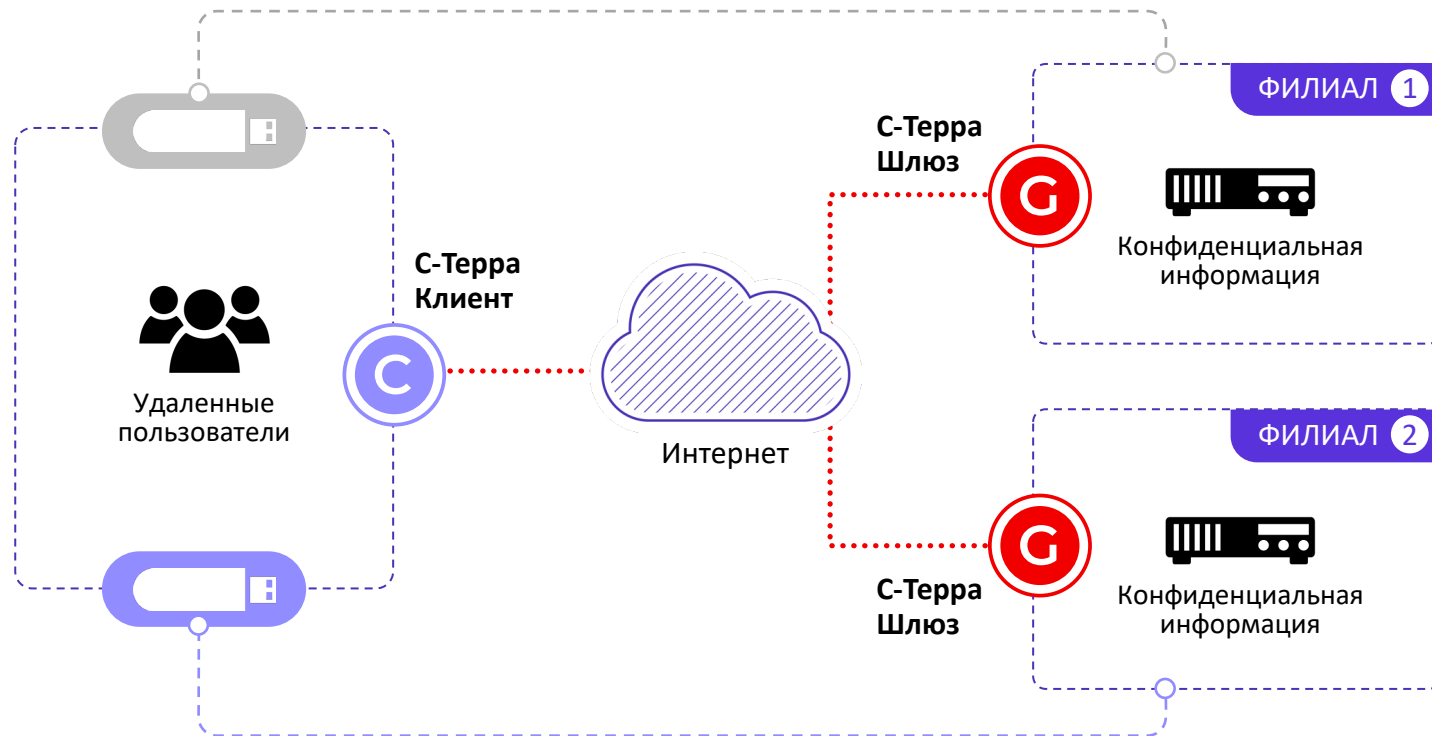 ФИЛИАЛ 1
С-Терра
Шлюз
G
Конфиденциальная
информация
С-Терра
Клиент
C
Удаленные
пользователи
Интернет
ФИЛИАЛ 2
G
С-Терра
Шлюз
Конфиденциальная
информация